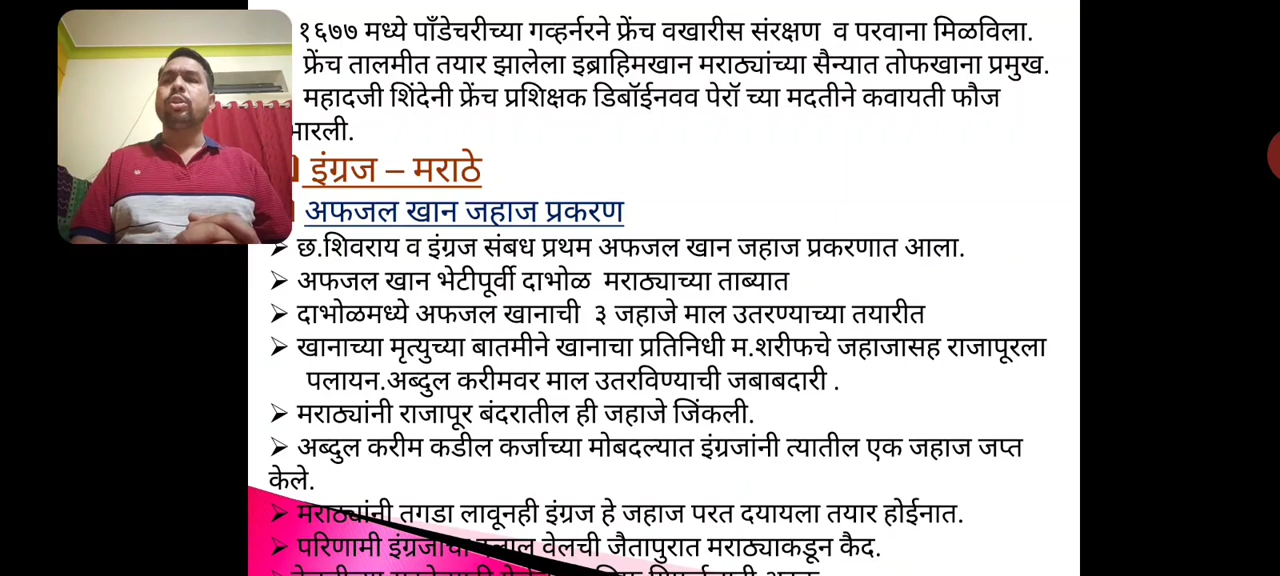 १६७७ मध्ये पाँडेचरीच्या गव्हर्नरने फ्रेंच वखारीस संरक्षण व परवाना मिळविला.
फ्रेंच तालमीत तयार झालेला इब्राहिमखान मराठ्यांच्या सैन्यात तोफखाना प्रमुख.
महादजी शिंदेनी फ्रेंच प्रशिक्षक डिबॉईनवव पेरॉ च्या मदतीने कवायती फौज
इंग्रज – मराठे
अफजल खान जहाज प्रकरण
➢ छ.शिवराय व इंग्रज संबध प्रथम अफजल खान जहाज प्रकरणात आला.
➢ अफजल खान भेटीपूर्वी दाभोळ मराठ्याच्या ताब्यात
➢ दाभोळमध्ये अफजल खानाची ३ जहाजे माल उतरण्याच्या तयारीत
➢ खानाच्या मृत्युच्या बातमीने खानाचा प्रतिनिधी म.शरीफचे जहाजासह राजापूरला
पलायन.अब्दुल करीमवर माल उतरविण्याची जबाबदारी .
➢ मराठ्यांनी राजापूर बंदरातील ही जहाजे जिंकली.
➢ अब्दुल करीम कडील कर्जाच्या मोबदल्यात इंग्रजांनी त्यातील एक जहाज जप्त
केले.
➢ मराठ्यांनी तगडा लावूनही इंग्रज हे जहाज परत दयायला तयार होईनात.
➢ परिणामी इंग्रजाचा दलाल वेलची जैतापुरात मराठ्याकडून कैद.